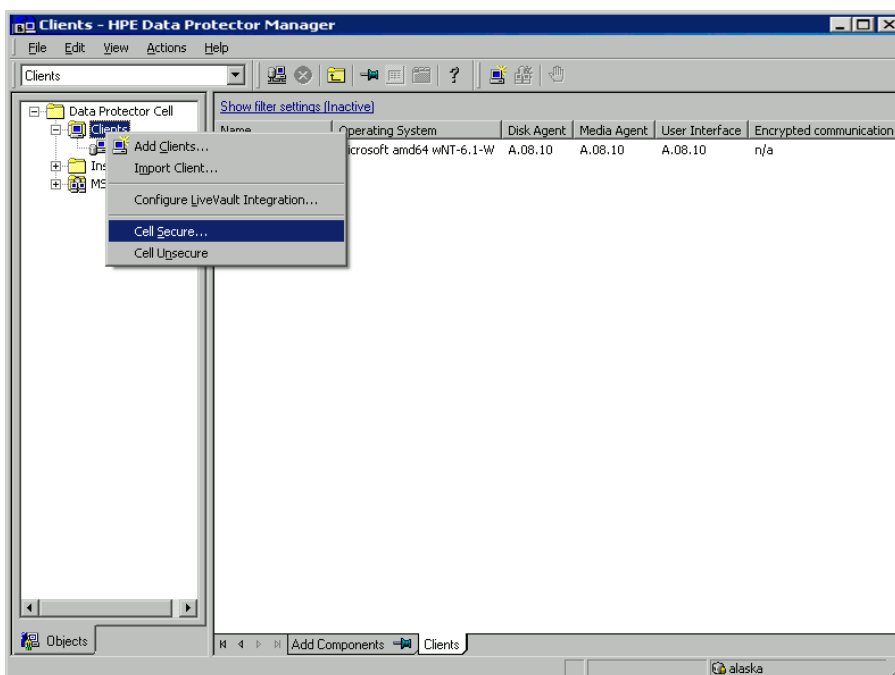 Clients - HPE Data Protector Manager
File Edit View Actions Help
Clients
Show filter settings (Inactive)
Data Protector Cell
Clients
Name Operating System Disk Agent Media Agent User Interface Encrypted communication
icrosoft amd64 wNT-6.1-W A.08.10 A.08.10 A.08.10 n/a
Ins
MS
Add Clients...
Import Client...
Configure LiveVault Integration...
Cell Secure...
Cell Unsecure
Objects
Add Components Clients
alaska